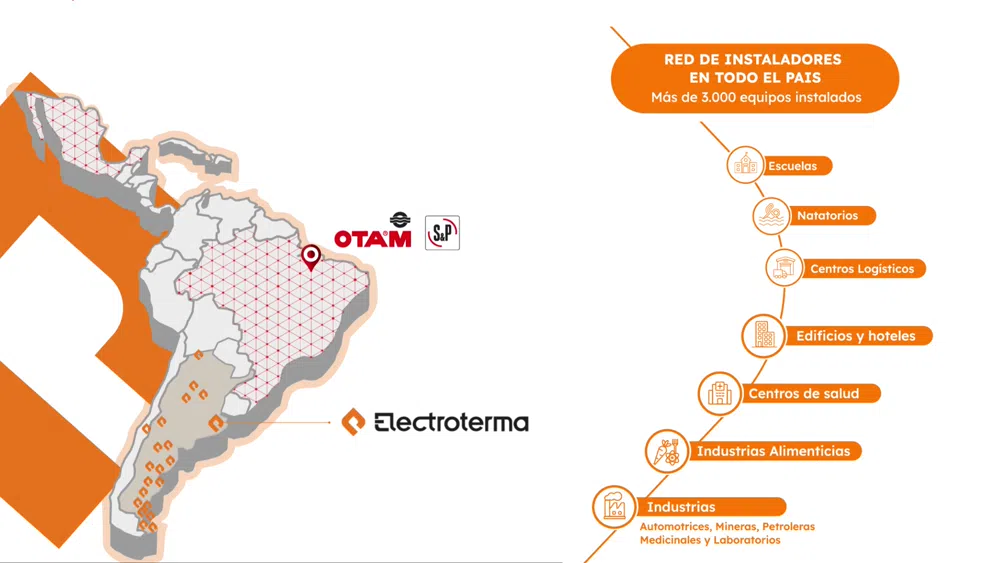 RED DE INSTALADORES
EN TODO EL PAIS
Más de 3.000 equipos instalados
Escuelas
Natatorios
OTAM®
S&P
Centros Logísticos
Edificios y hoteles
Centros de salud
Electroterma
Industrias Alimenticias
Industrias
Automotrices, Mineras, Petroleras
Medicinales y Laboratorios